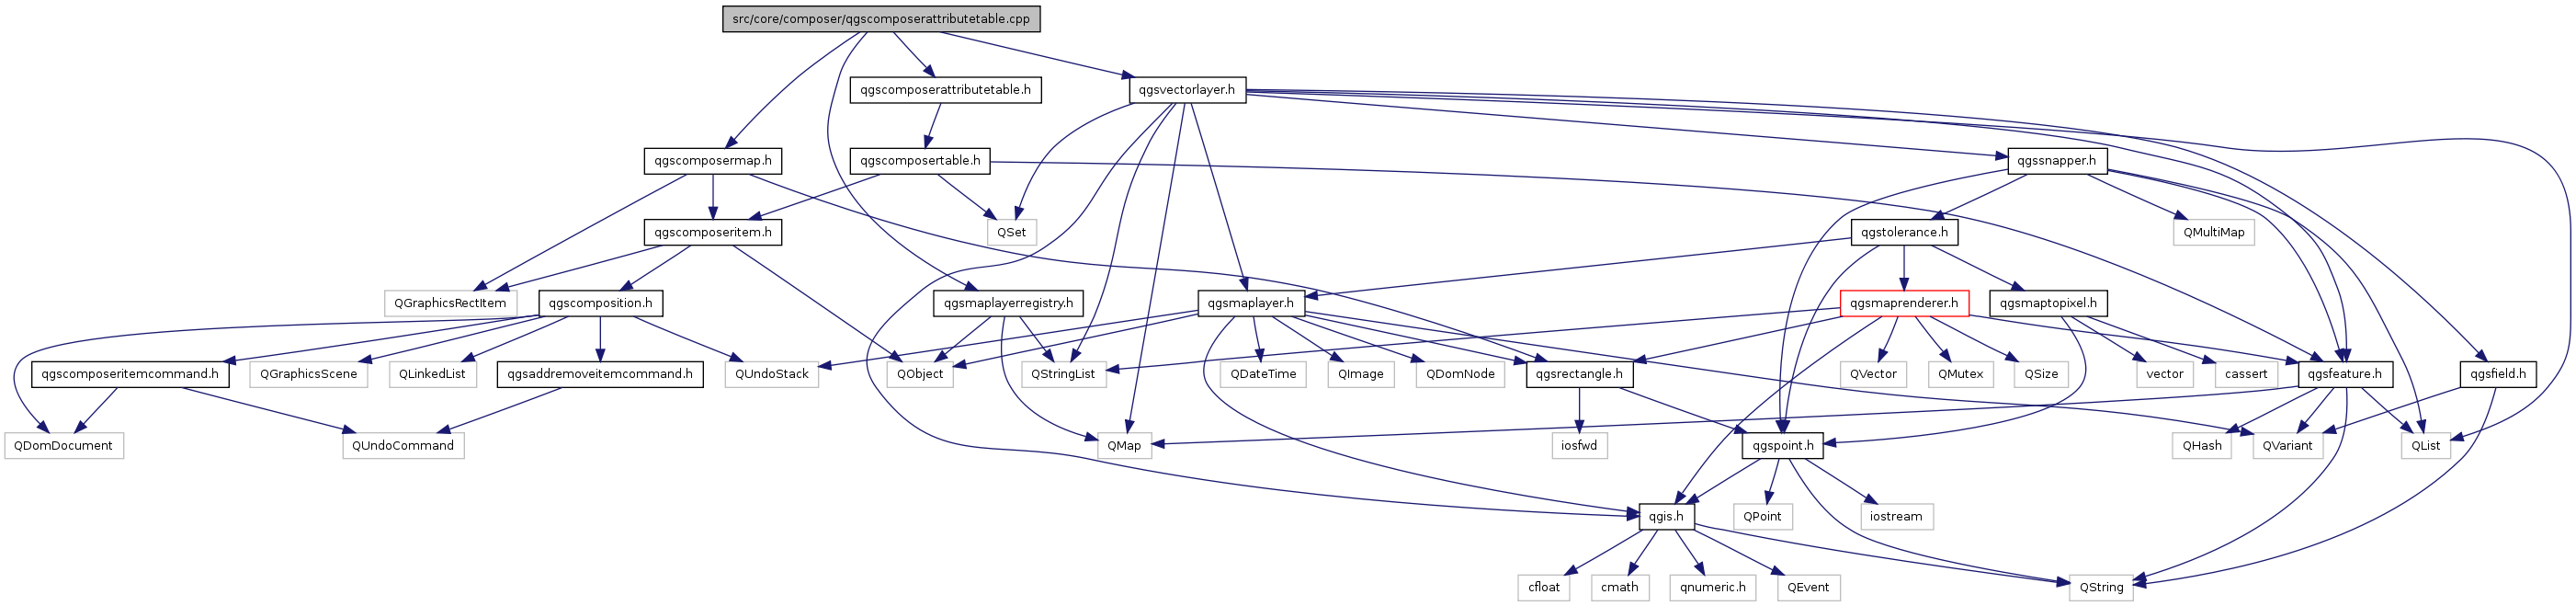 src/core/composer/qgscomposerattributetable.cpp
qgscomposerattributetable.h
qgsvectorlayer.h
qgscomposermap.h
qgscomposertable.h
qgssnapper.h
qgscomposeritem.h
QSet
qgstolerance.h
QMultiMap
QGraphicsRectItem
qgscomposition.h
qgsmaplayerregistry.h
qgsmaplayer.h
qgsmaprenderer.h
qgsmaptopixel.h
qgscomposeritemcommand.h
QGraphicsScene
QLinkedList
qgsaddremoveitemcommand.h
QUndoStack
QObject
QStringList
QDateTime
QImage
QDomNode
qgsrectangle.h
QVector
QMutex
QSize
vector
cassert
qgsfeature.h
qgsfield.h
QDomDocument
QUndoCommand
QMap
iosfwd
qgspoint.h
QHash
QVariant
QList
qgis.h
QPoint
iostream
cfloat
cmath
qnumeric.h
QEvent
QString